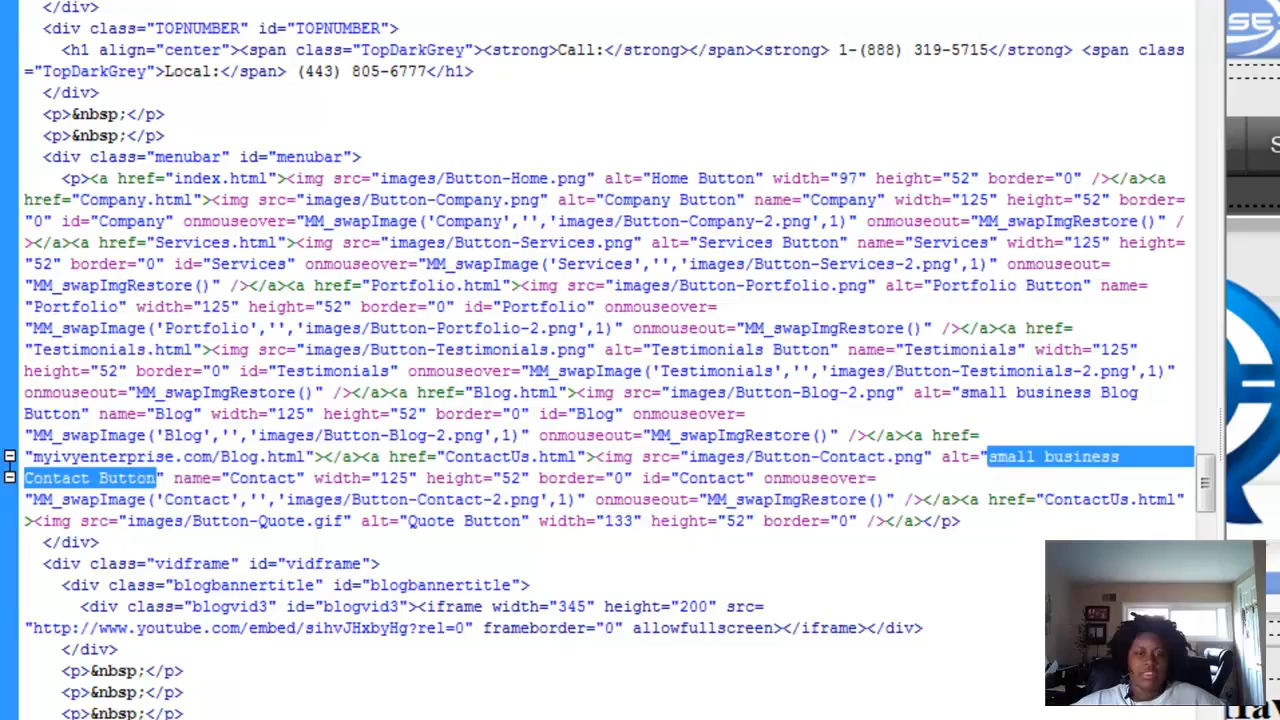 </div>
<div class="TOPNUMBER" id="TOPNUMBER">
<h1 align="center"><span class="TopDarkGrey"><strong>Call:</strong></span><strong> 1-(888) 319-5715</strong> <span class
="TopDarkGrey">Local:</span> (443) 805-6777</h1>
</div>
<p>&nbsp;</p>
<p>&nbsp;</p>
<div class="menubar" id="menubar">
<p><a href="index.html"><img src="images/Button-Home.png" alt="Home Button" width="97" height="52" border="0" /></a><a
href="Company.html"><img src="images/Button-Company.png" alt="Company Button" name="Company" width="125" height="52" border=
"0" id="Company" onmouseover="MM_swapImage('Company','','images/Button-Company-2.png',1)" onmouseout="MM_swapImgRestore()" /
></a><a href="Services.html"><img src="images/Button-Services.png" alt="Services Button" name="Services" width="125" height=
"52" border="0" id="Services" onmouseover="MM_swapImage('Services','','images/Button-Services-2.png',1)" onmouseout=
"MM_swapImgRestore()" /></a><a href="Portfolio.html"><img src="images/Button-Portfolio.png" alt="Portfolio Button" name=
"Portfolio" width="125" height="52" border="0" id="Portfolio" onmouseover=
"MM_swapImage('Portfolio','','images/Button-Portfolio-2.png',1)" onmouseout="MM_swapImgRestore()" /></a><a href=
"Testimonials.html"><img src="images/Button-Testimonials.png" alt="Testimonials Button" name="Testimonials" width="125"
height="52" border="0" id="Testimonials" onmouseover="MM_swapImage('Testimonials','','images/Button-Testimonials-2.png',1)"
onmouseout="MM_swapImgRestore()" /></a><a href="Blog.html"><img src="images/Button-Blog-2.png" alt="small business Blog
Button" name="Blog" width="125" height="52" border="0" id="Blog" onmouseover=
"MM_swapImage('Blog','','images/Button-Blog-2.png',1)" onmouseout="MM_swapImgRestore()" /></a><a href=
"myivyenterprise.com/Blog.html"></a><a href="ContactUs.html"><img src="images/Button-Contact.png" alt="small business
Contact Button" name="Contact" width="125" height="52" border="0" id="Contact" onmouseover=
"MM_swapImage('Contact','','images/Button-Contact-2.png',1)" onmouseout="MM_swapImgRestore()" /></a><a href="ContactUs.html"
><img src="images/Button-Quote.gif" alt="Quote Button" width="133" height="52" border="0" /></a></p>
</div>
<div class="vidframe" id="vidframe">
<div class="blogbannertitle" id="blogbannertitle">
<div class="blogvid3" id="blogvid3"><iframe width="345" height="200" src=
"http://www.youtube.com/embed/sihvJHxbyHg?rel=0" frameborder="0" allowfullscreen></iframe></div>
</div>
<p>&nbsp;</p>
<p>&nbsp;</p>
<p>&nbsp;</p>
SE
S